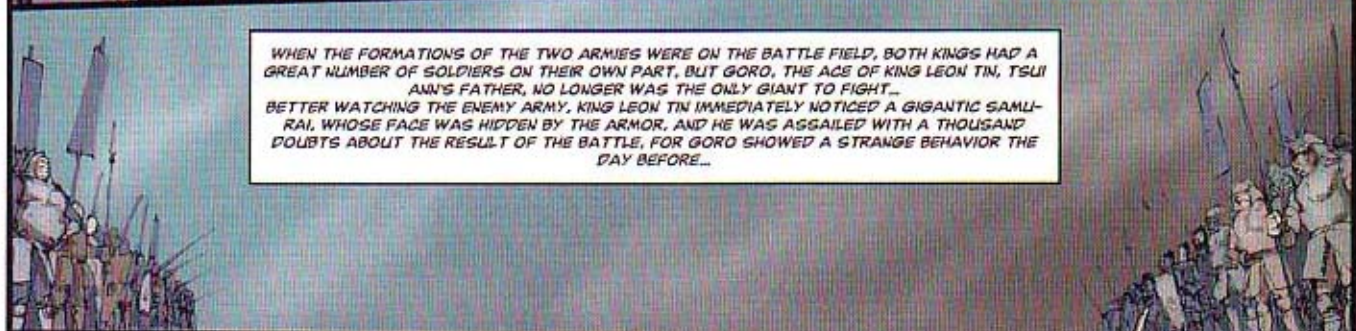 WHEN THE FORMATIONS OF THE TWO ARMIES WERE ON THE BATTLE FIELD, BOTH KINGS HAD A
GREAT NUMBER OF SOLDIERS ON THEIR OWN PART, BUT GORO, THE ACE OF KING LEON TIN, TSUI
ANN'S FATHER, NO LONGER WAS THE ONLY GIANT TO FIGHT...
BETTER WATCHING THE ENEMY ARMY, KING LEON TIN IMMEDIATELY NOTICED A GIGANTIC SAMU-
RAI, WHOSE FACE WAS HIDDEN BY THE ARMOR, AND HE WAS ASSAILED WITH A THOUSAND
DOUBTS ABOUT THE RESULT OF THE BATTLE, FOR GORO SHOWED A STRANGE BEHAVIOR THE
DAY BEFORE...